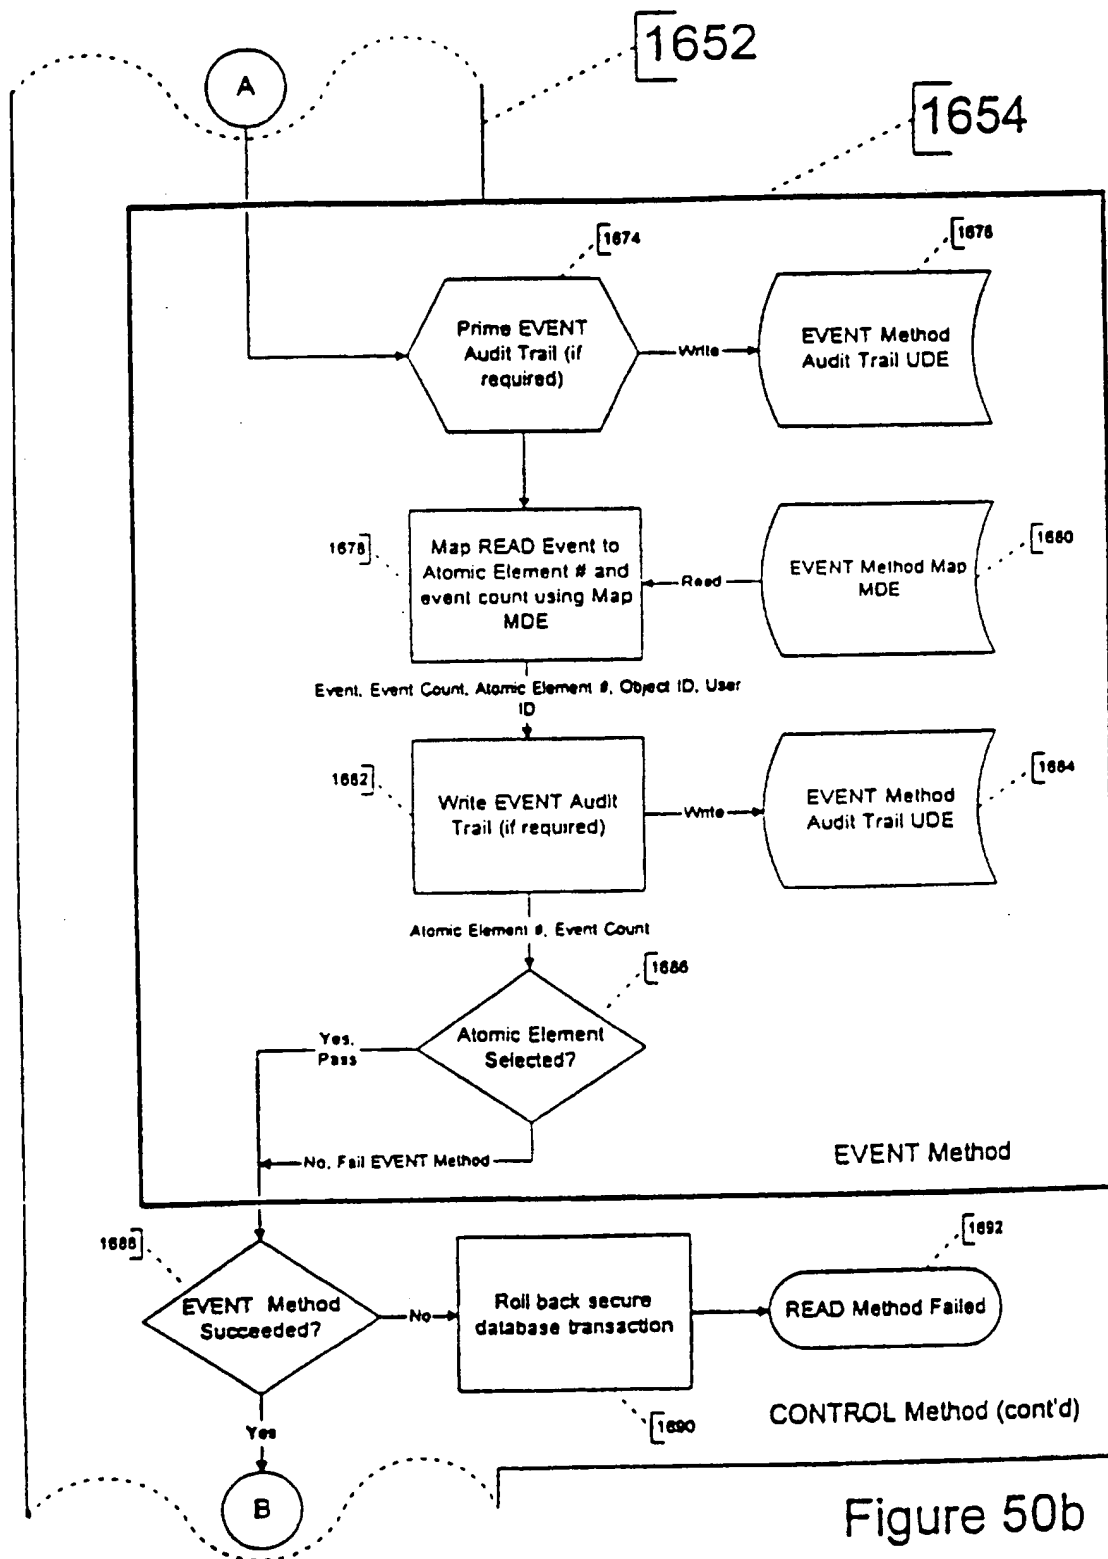 1652
A
1654
1674
1676
Prime EVENT
Audit Trail (if
required)
Write
EVENT Method
Audit Trail UDE
1678
Map READ Event to
Atomic Element # and
event count using Map
MDE
Read
EVENT Method Map
MDE
1680
Event, Event Count, Atomic Element #, Object ID, User
ID
1682
Write EVENT Audit
Trail (if required)
Write
EVENT Method
Audit Trail UDE
1684
Atomic Element #, Event Count
1686
Atomic Element
Selected?
Yes,
Pass
No, Fail EVENT Method
EVENT Method
1688
EVENT Method
Succeeded?
No
Roll back secure
database transaction
1692
READ Method Failed
1690
CONTROL Method (cont'd)
Yes
B
Figure 50b